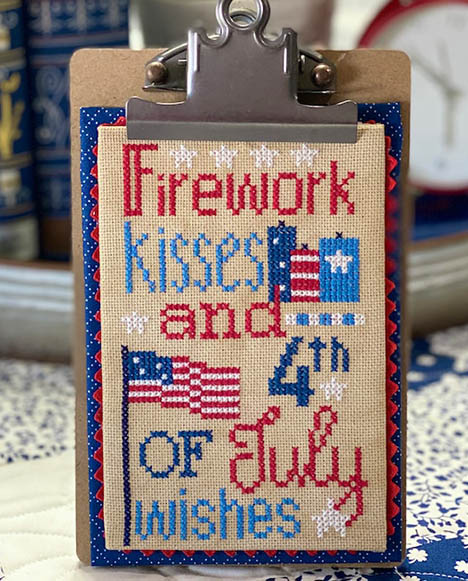 Firework
kisses
and
4th
OF July
wishes